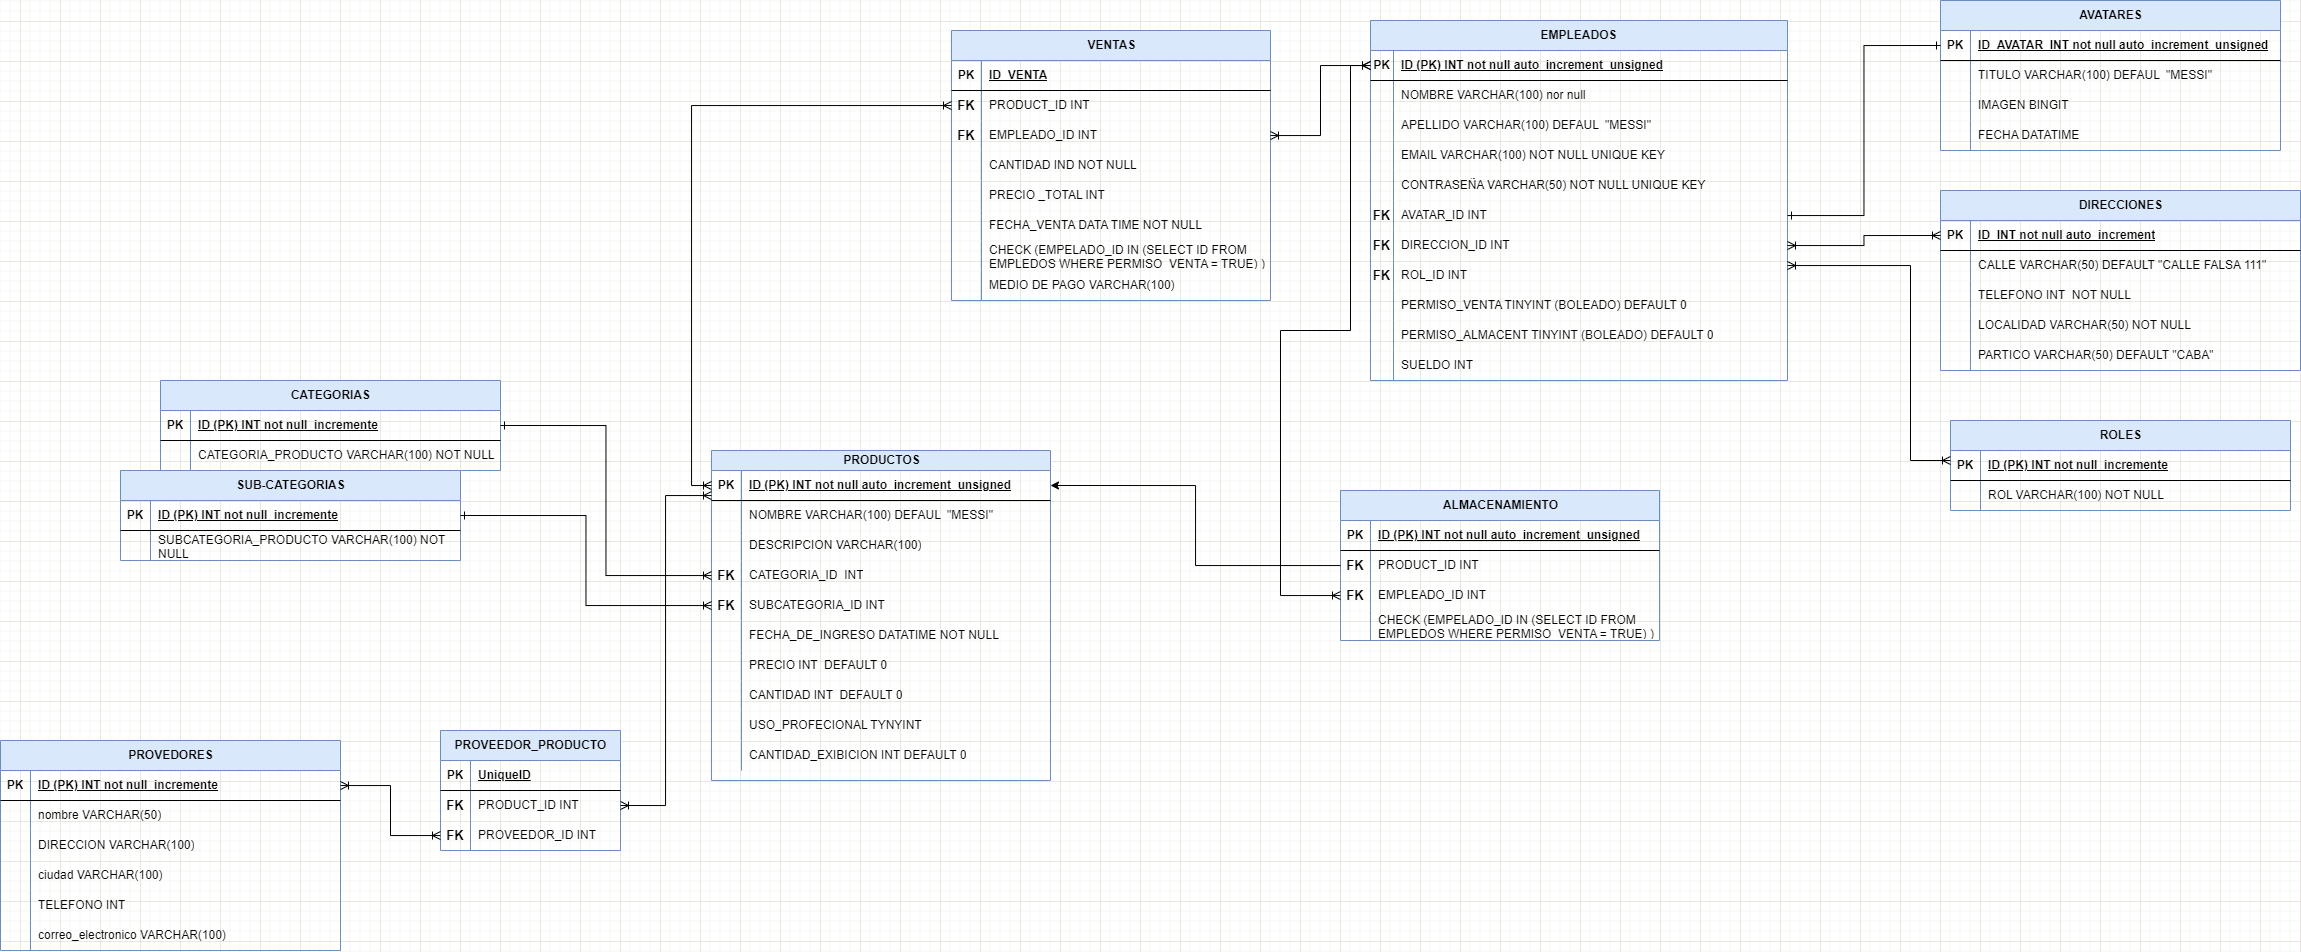 VENTAS
PK ID_VENTA
FK PRODUCT_ID INT
FK EMPLEADO_ID INT
CANTIDAD IND NOT NULL
PRECIO _TOTAL INT
FECHA_VENTA DATA TIME NOT NULL
CHECK (EMPELADO_ID IN (SELECT ID FROM
EMPLEDOS WHERE PERMISO_VENTA = TRUE) )
MEDIO DE PAGO VARCHAR(100)
EMPLEADOS
PK ID (PK) INT not null auto_increment_unsigned
NOMBRE VARCHAR(100) nor null
APELLIDO VARCHAR(100) DEFAUL "MESSI"
EMAIL VARCHAR(100) NOT NULL UNIQUE KEY
CONTRASEÑA VARCHAR(50) NOT NULL UNIQUE KEY
FK AVATAR_ID INT
FK DIRECCION_ID INT
FK ROL_ID INT
PERMISO_VENTA TINYINT (BOLEADO) DEFAULT 0
PERMISO_ALMACENT TINYINT (BOLEADO) DEFAULT 0
SUELDO INT
AVATARES
PK ID_AVATAR INT not null auto_increment_unsigned
TITULO VARCHAR(100) DEFAUL "MESSI"
IMAGEN BINGIT
FECHA DATATIME
DIRECCIONES
PK ID INT not null auto_increment
CALLE VARCHAR(50) DEFAULT "CALLE FALSA 111"
TELEFONO INT NOT NULL
LOCALIDAD VARCHAR(50) NOT NULL
PARTICO VARCHAR(50) DEFAULT "CABA"
ROLES
PK ID (PK) INT not null_incremente
ROL VARCHAR(100) NOT NULL
CATEGORIAS
PK ID (PK) INT not null_incremente
CATEGORIA_PRODUCTO VARCHAR(100) NOT NULL
SUB-CATEGORIAS
PK ID (PK) INT not null_incremente
SUBCATEGORIA_PRODUCTO VARCHAR(100) NOT
NULL
PRODUCTOS
PK ID (PK) INT not null auto_increment_unsigned
NOMBRE VARCHAR(100) DEFAUL "MESSI"
DESCRIPCION VARCHAR(100)
FK CATEGORIA_ID INT
FK SUBCATEGORIA_ID INT
FECHA_DE_INGRESO DATATIME NOT NULL
PRECIO INT DEFAULT 0
CANTIDAD INT DEFAULT 0
USO_PROFECIONAL TYNYINT
CANTIDAD_EXIBICION INT DEFAULT 0
ALMACENAMIENTO
PK ID (PK) INT not null auto_increment_unsigned
FK PRODUCT_ID INT
FK EMPLEADO_ID INT
CHECK (EMPELADO_ID IN (SELECT ID FROM
EMPLEDOS WHERE PERMISO_VENTA = TRUE) )
PROVEDORES
PK ID (PK) INT not null_incremente
nombre VARCHAR(50)
DIRECCION VARCHAR(100)
ciudad VARCHAR(100)
TELEFONO INT
correo_electronico VARCHAR(100)
PROVEEDOR_PRODUCTO
PK UniqueID
FK PRODUCT_ID INT
FK PROVEEDOR_ID INT